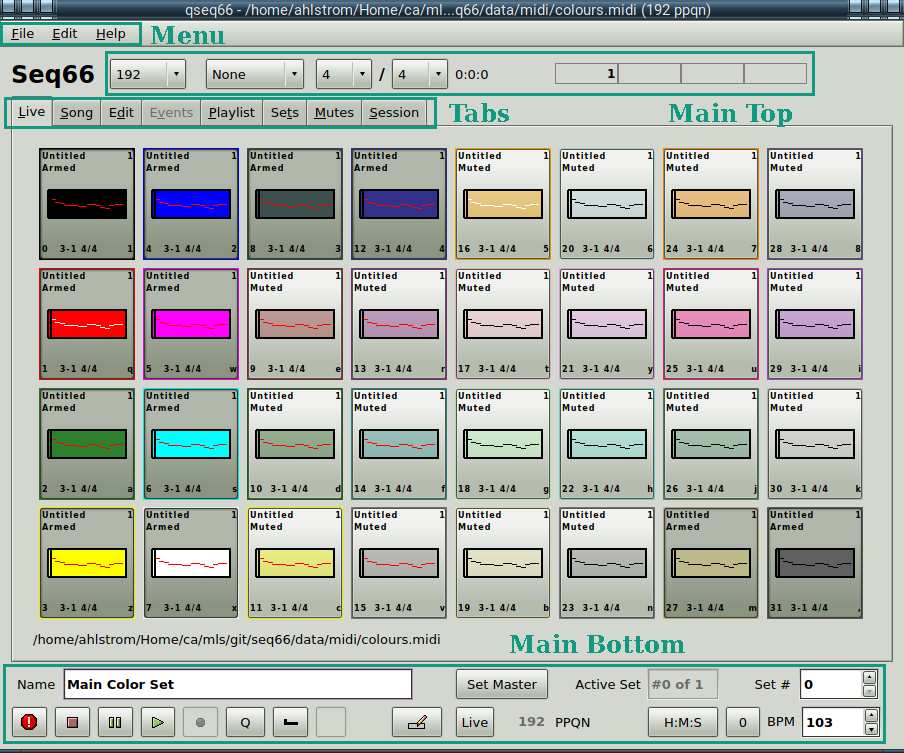 qseq66 - /home/ahlstrom/Home/ca/ml...q66/data/midi/colours.midi (192 ppqn)
File Edit Help Menu
Seq66 192 None 4 / 4 0:0:0 1
Live Song Edit Events Playlist Sets Mutes Session Tabs Main Top
Untitled 1 Untitled 1 Untitled 1 Untitled 1 Untitled 1 Untitled 1 Untitled 1 Untitled 1
Armed Armed Armed Armed Muted Muted Muted Muted
0 3-1 4/4 1 4 3-1 4/4 2 8 3-1 4/4 3 12 3-1 4/4 4 16 3-1 4/4 5 20 3-1 4/4 6 24 3-1 4/4 7 28 3-1 4/4 8
Untitled 1 Untitled 1 Untitled 1 Untitled 1 Untitled 1 Untitled 1 Untitled 1 Untitled 1
Armed Armed Muted Muted Muted Muted Muted Muted
1 3-1 4/4 q 5 3-1 4/4 w 9 3-1 4/4 e 13 3-1 4/4 r 17 3-1 4/4 t 21 3-1 4/4 y 25 3-1 4/4 u 29 3-1 4/4 i
Untitled 1 Untitled 1 Untitled 1 Untitled 1 Untitled 1 Untitled 1 Untitled 1 Untitled 1
Armed Armed Muted Muted Muted Muted Muted Muted
2 3-1 4/4 a 6 3-1 4/4 s 10 3-1 4/4 d 14 3-1 4/4 f 18 3-1 4/4 g 22 3-1 4/4 h 26 3-1 4/4 j 30 3-1 4/4 k
Untitled 1 Untitled 1 Untitled 1 Untitled 1 Untitled 1 Untitled 1 Untitled 1 Untitled 1
Armed Armed Muted Muted Muted Muted Armed Armed
3 3-1 4/4 z 7 3-1 4/4 x 11 3-1 4/4 c 15 3-1 4/4 v 19 3-1 4/4 b 23 3-1 4/4 n 27 3-1 4/4 m 31 3-1 4/4 ,
/home/ahlstrom/Home/ca/mls/git/seq66/data/midi/colours.midi
Main Bottom
Name Main Color Set Set Master Active Set #0 of 1 Set # 0
Q Live 192 PPQN H:M:S 0 BPM 103